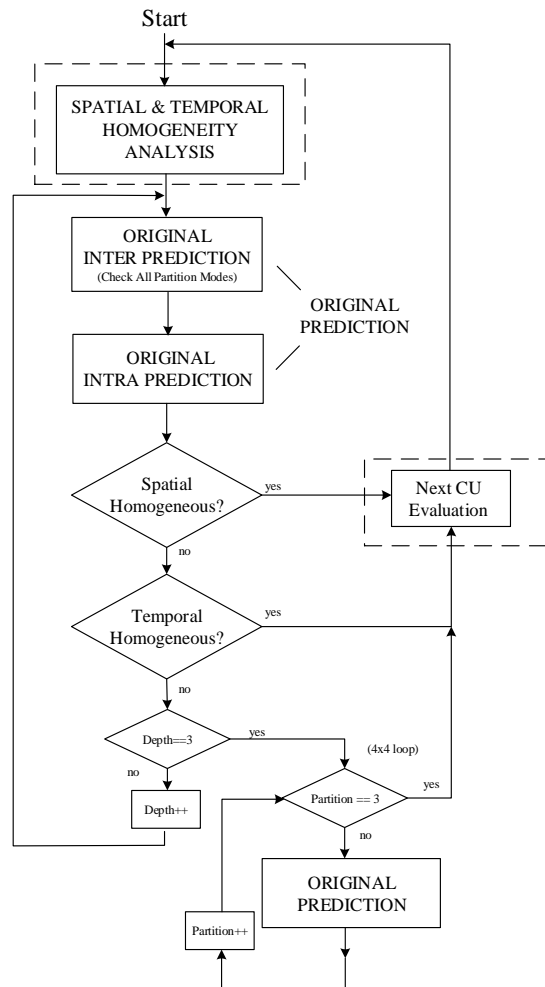 Start
SPATIAL & TEMPORAL
HOMOGENEITY
ANALYSIS
ORIGINAL
INTER PREDICTION
(Check All Partition Modes)
ORIGINAL
PREDICTION
ORIGINAL
INTRA PREDICTION
Spatial
Homogeneous?
yes
Next CU
Evaluation
no
Temporal
Homogeneous?
yes
no
Depth==3
yes
(4x4 loop)
no
Depth++
Partition == 3
yes
no
ORIGINAL
PREDICTION
Partition++